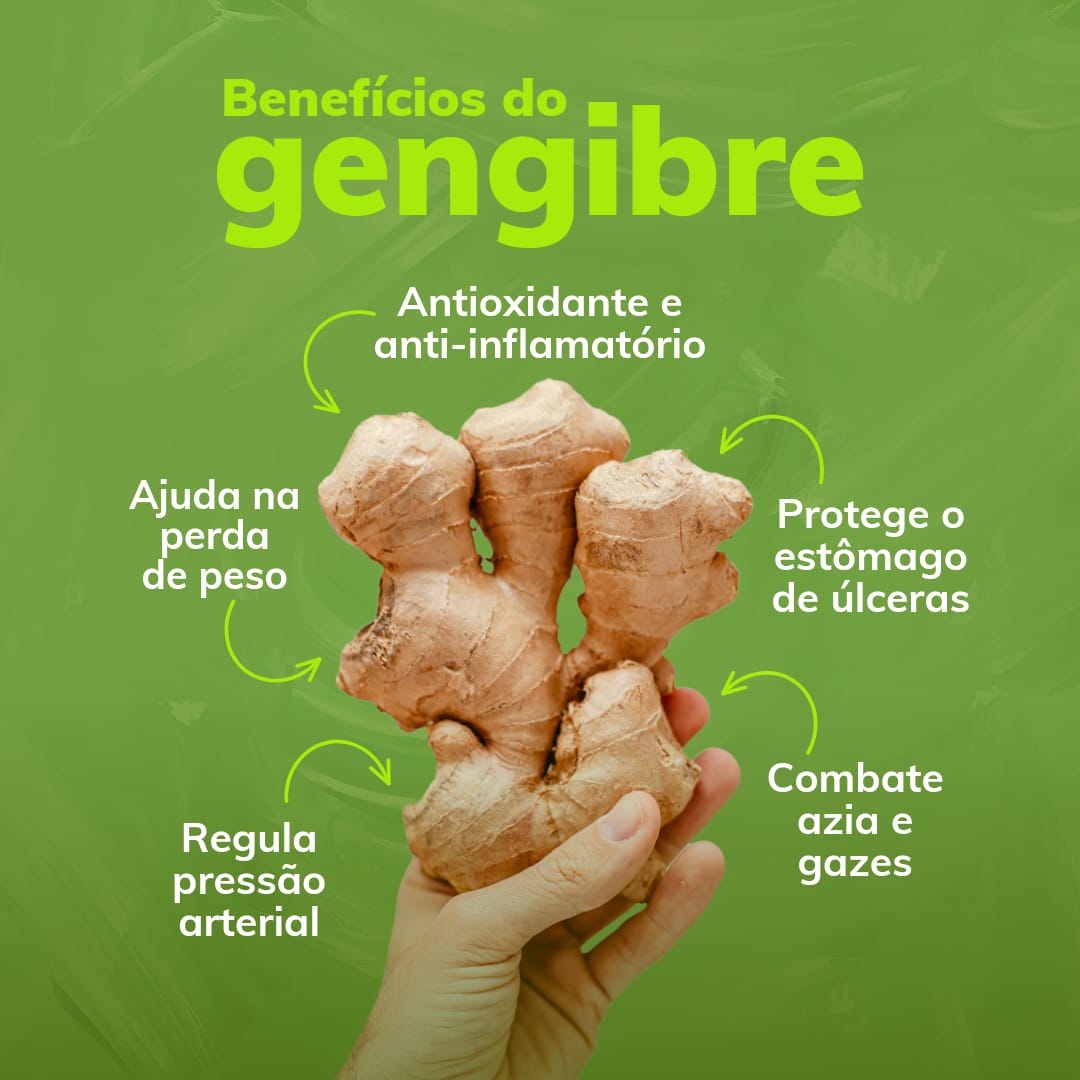 Benefícios do
gengibre
Antioxidante e
anti-inflamatório
Ajuda na
perda
de peso
Protege o
estômago
de úlceras
Regula
pressão
arterial
Combate
azia e
gazes